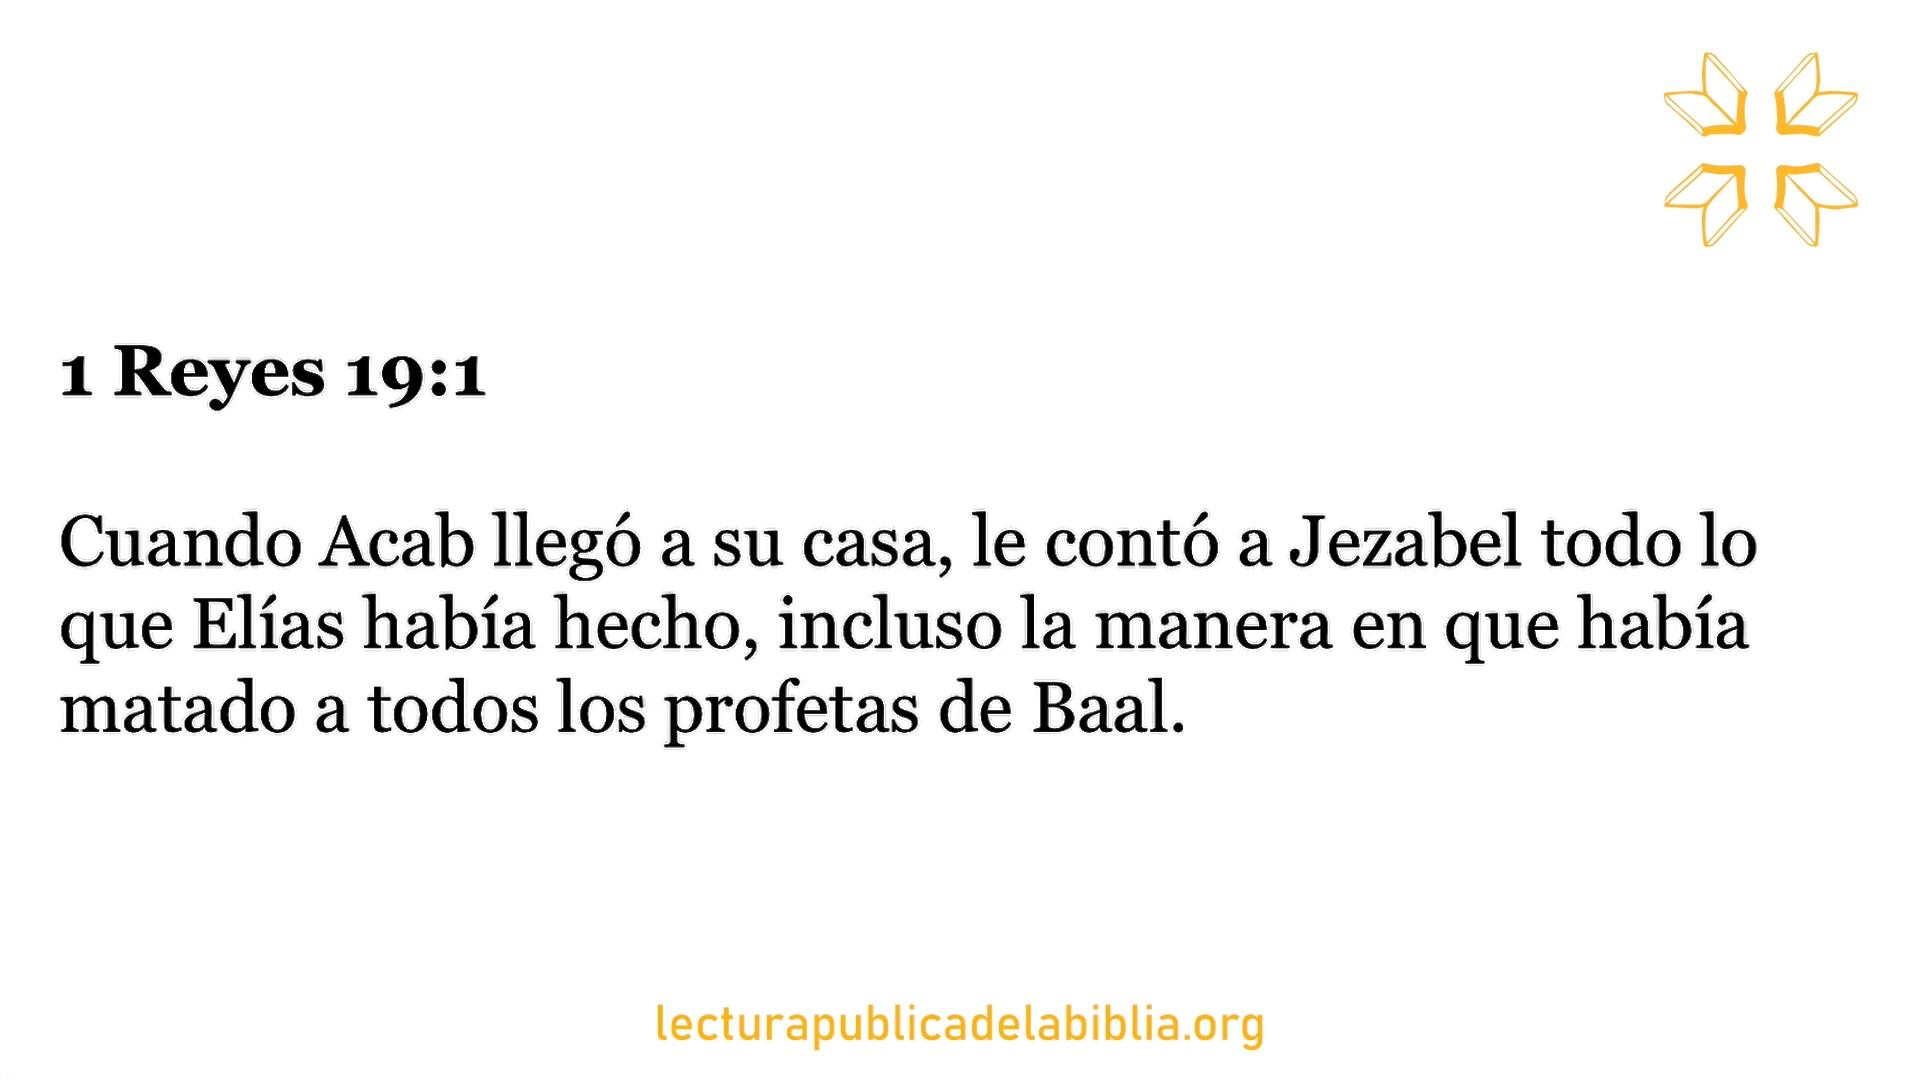 1 Reyes 19:1
Cuando Acab llegó a su casa, le contó a Jezabel todo lo
que Elías había hecho, incluso la manera en que había
matado a todos los profetas de Baal.
lecturapublicadelabiblia.org